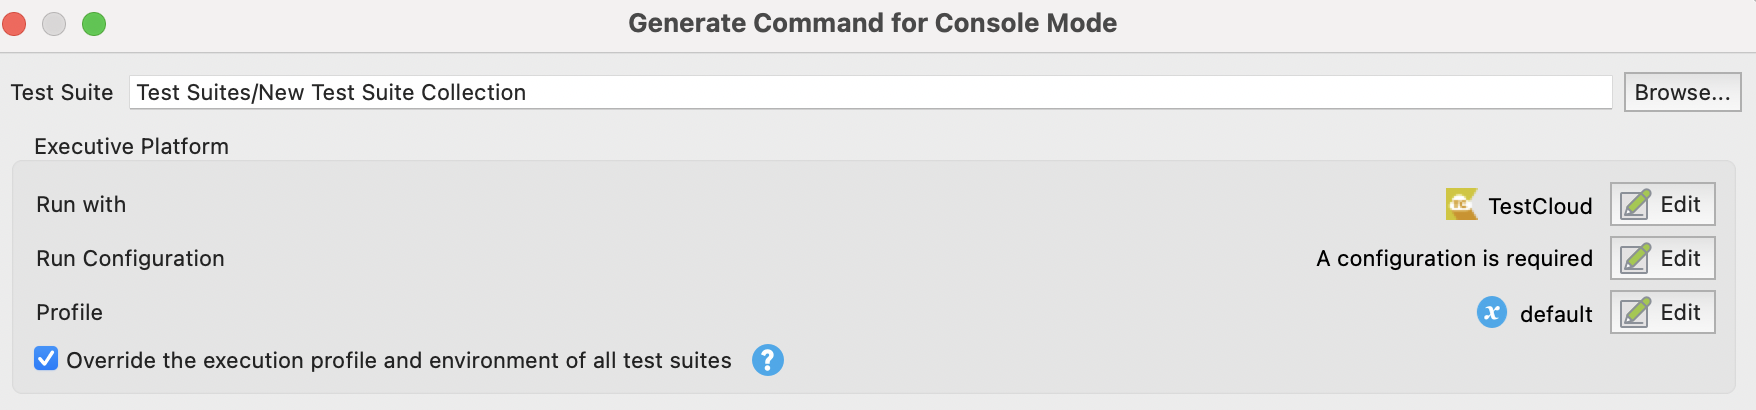 Generate Command for Console Mode
Test Suite Test Suites/New Test Suite Collection Browse...
Executive Platform
Run with TC TestCloud Edit
Run Configuration A configuration is required Edit
Profile x default Edit
Override the execution profile and environment of all test suites ?